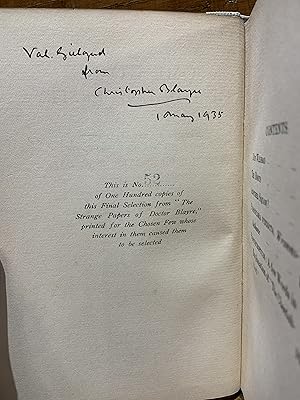 Val. Gielgud
from
Christopher Blayre
1 May 1935
This is No. 52......
of One Hundred copies of
this Final Selection from "The
Strange Papers of Doctor Blayre,"
printed for the Chosen Few whose
interest in them caused them
to be selected
CONTENTS